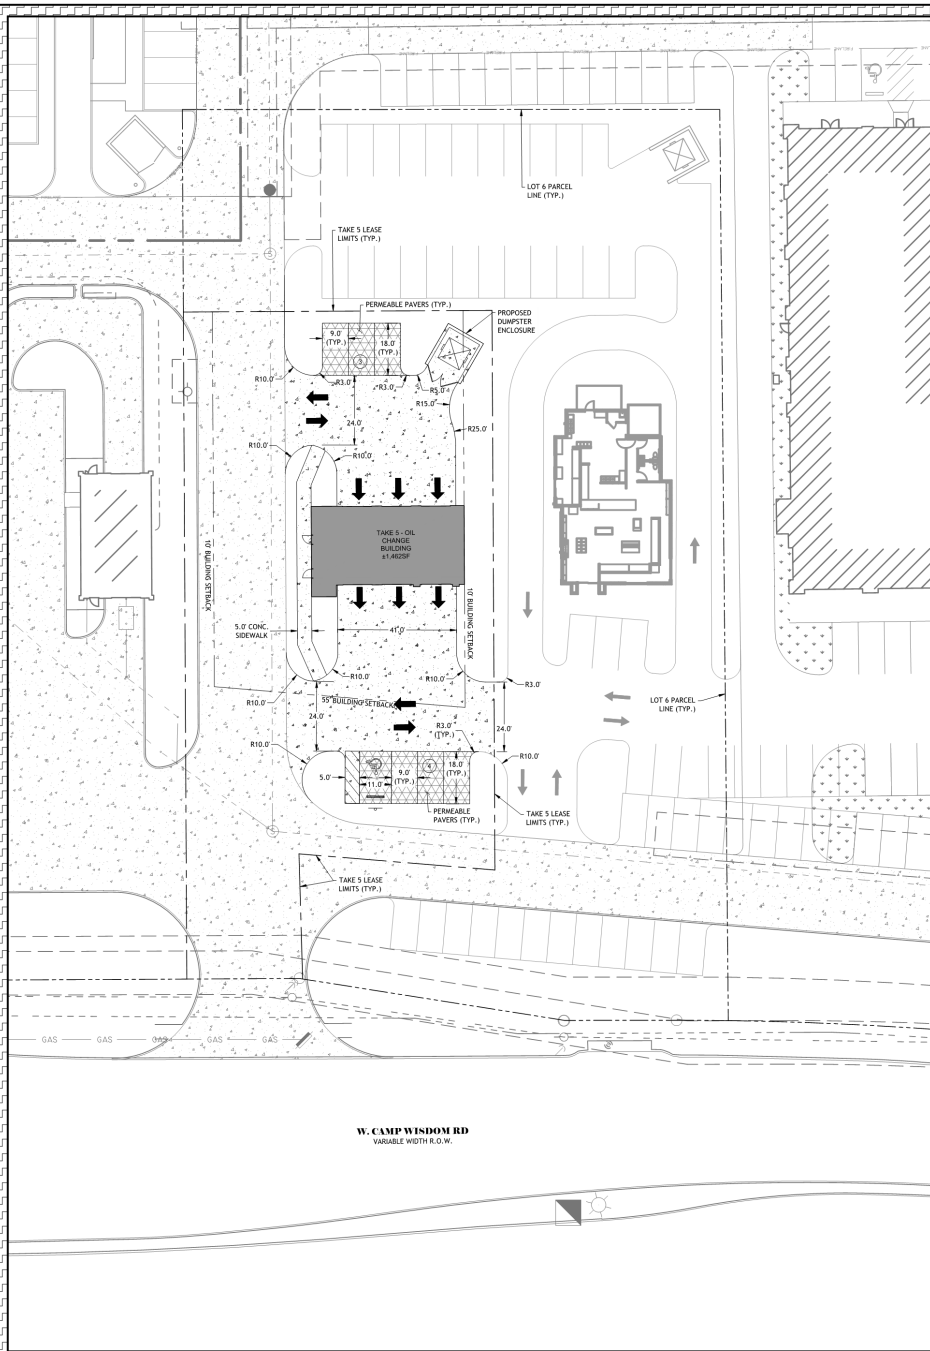 LOT 6 PARCEL
LINE (TYP.)
TAKE 5 LEASE
LIMITS (TYP.)
PERMEABLE PAVERS (TYP.)
PROPOSED
DUMPSTER
ENCLOSURE
9.0'
(TYP.)
18.0'
(TYP.)
3
R10.0'
R3.0'
R3.0'
R5.0'
R15.0'
24.0'
R25.0'
R10.0'
R10.0'
TAKE 5 - OIL
CHANGE
BUILDING
±1,462SF
10' BUILDING SETBACK
10' BUILDING SETBACK
5.0' CONC.
SIDEWALK
41.0'
R10.0'
R10.0'
R10.0'
R3.0'
55' BUILDING SETBACK
LOT 6 PARCEL
LINE (TYP.)
24.0'
R3.0'
(TYP.)
24.0'
R10.0'
R10.0'
5.0'
11.0'
9.0'
(TYP.)
4
18.0'
(TYP.)
PERMEABLE
PAVERS (TYP.)
TAKE 5 LEASE
LIMITS (TYP.)
TAKE 5 LEASE
LIMITS (TYP.)
S
GAS
GAS
GAS
GAS
GAS
W. CAMP WISDOM RD
VARIABLE WIDTH R.O.W.